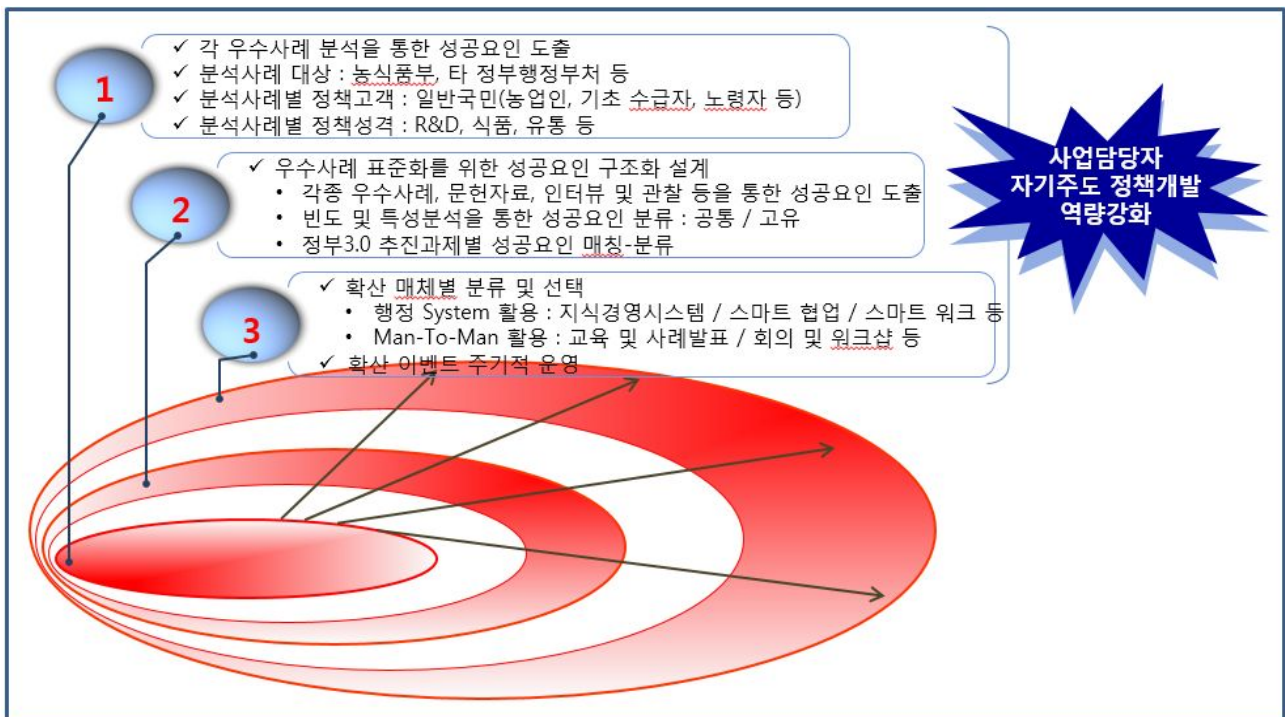 1
✓ 각 우수사례 분석을 통한 성공요인 도출
✓ 분석사례 대상 : 농식품부, 타 정부행정부처 등
✓ 분석사례별 정책고객 : 일반국민(농업인, 기초 수급자, 노령자 등)
✓ 분석사례별 정책성격 : R&D, 식품, 유통 등
2
✓ 우수사례 표준화를 위한 성공요인 구조화 설계
• 각종 우수사례, 문헌자료, 인터뷰 및 관찰 등을 통한 성공요인 도출
• 빈도 및 특성분석을 통한 성공요인 분류 : 공통 / 고유
• 정부3.0 추진과제별 성공요인 매칭-분류
3
✓ 확산 매체별 분류 및 선택
• 행정 System 활용 : 지식경영시스템 / 스마트 협업 / 스마트 워크 등
• Man-To-Man 활용 : 교육 및 사례발표 / 회의 및 워크샵 등
✓ 확산 이벤트 주기적 운영
사업담당자
자기주도 정책개발
역량강화